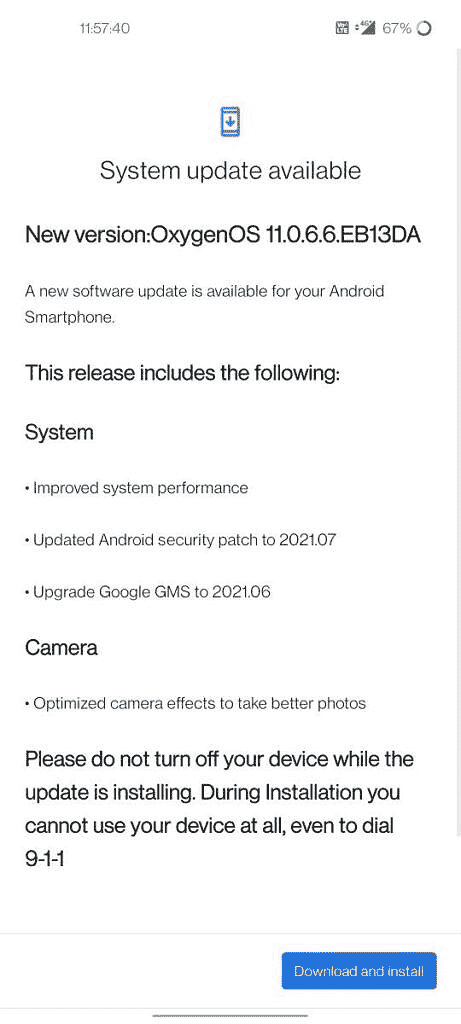 11:57:40
4G 67%
System update available
New version:OxygenOS 11.0.6.6.EB13DA
A new software update is available for your Android
Smartphone.
This release includes the following:
System
• Improved system performance
• Updated Android security patch to 2021.07
• Upgrade Google GMS to 2021.06
Camera
• Optimized camera effects to take better photos
Please do not turn off your device while the
update is installing. During Installation you
cannot use your device at all, even to dial
9-1-1
Download and install